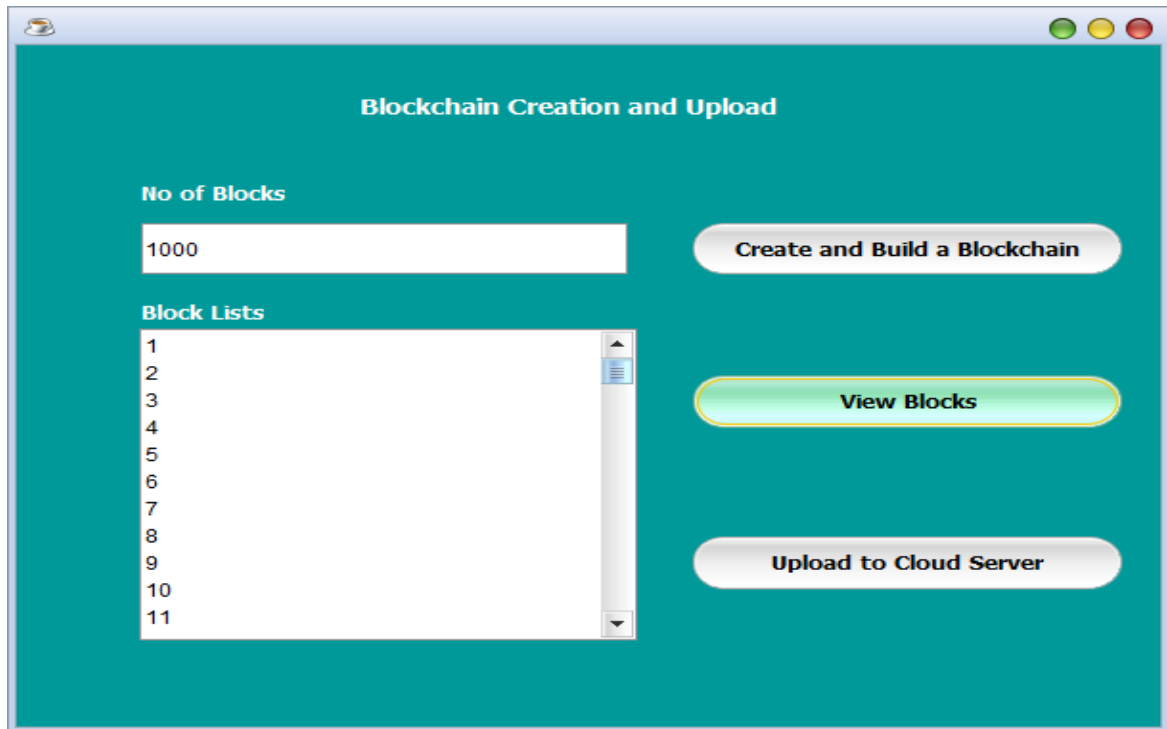 Blockchain Creation and Upload
No of Blocks
1000
Create and Build a Blockchain
Block Lists
1
2
3
4
5
6
7
8
9
10
11
View Blocks
Upload to Cloud Server